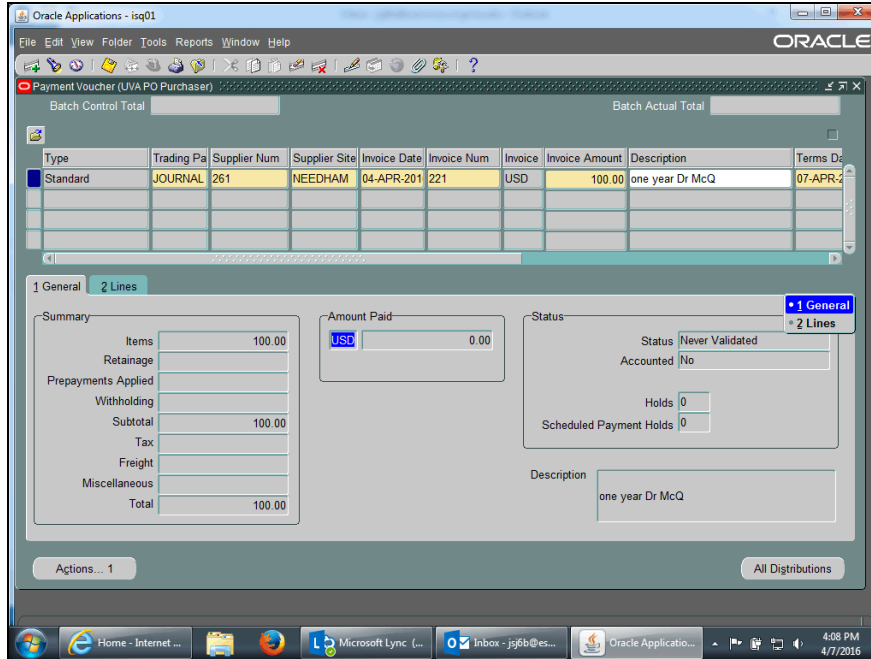 Oracle Applications - isq01
File Edit View Folder Tools Reports Window Help
ORACLE
Payment Voucher (UVA PO Purchaser)
Batch Control Total
Batch Actual Total
Type Trading Pa Supplier Num Supplier Site Invoice Date Invoice Num Invoice Invoice Amount Description Terms Da
Standard JOURNAL 261 NEEDHAM 04-APR-201 221 USD 100.00 one year Dr McQ 07-APR-2
1 General 2 Lines
1 General
2 Lines
Summary
Items 100.00
Retainage
Prepayments Applied
Withholding
Subtotal 100.00
Tax
Freight
Miscellaneous
Total 100.00
Amount Paid
USD 0.00
Status
Status Never Validated
Accounted No
Holds 0
Scheduled Payment Holds 0
Description
one year Dr McQ
Actions... 1
All Distributions
Home - Internet ...
Microsoft Lync (...
Inbox - jsj6b@es...
Oracle Applicatio...
4:08 PM
4/7/2016